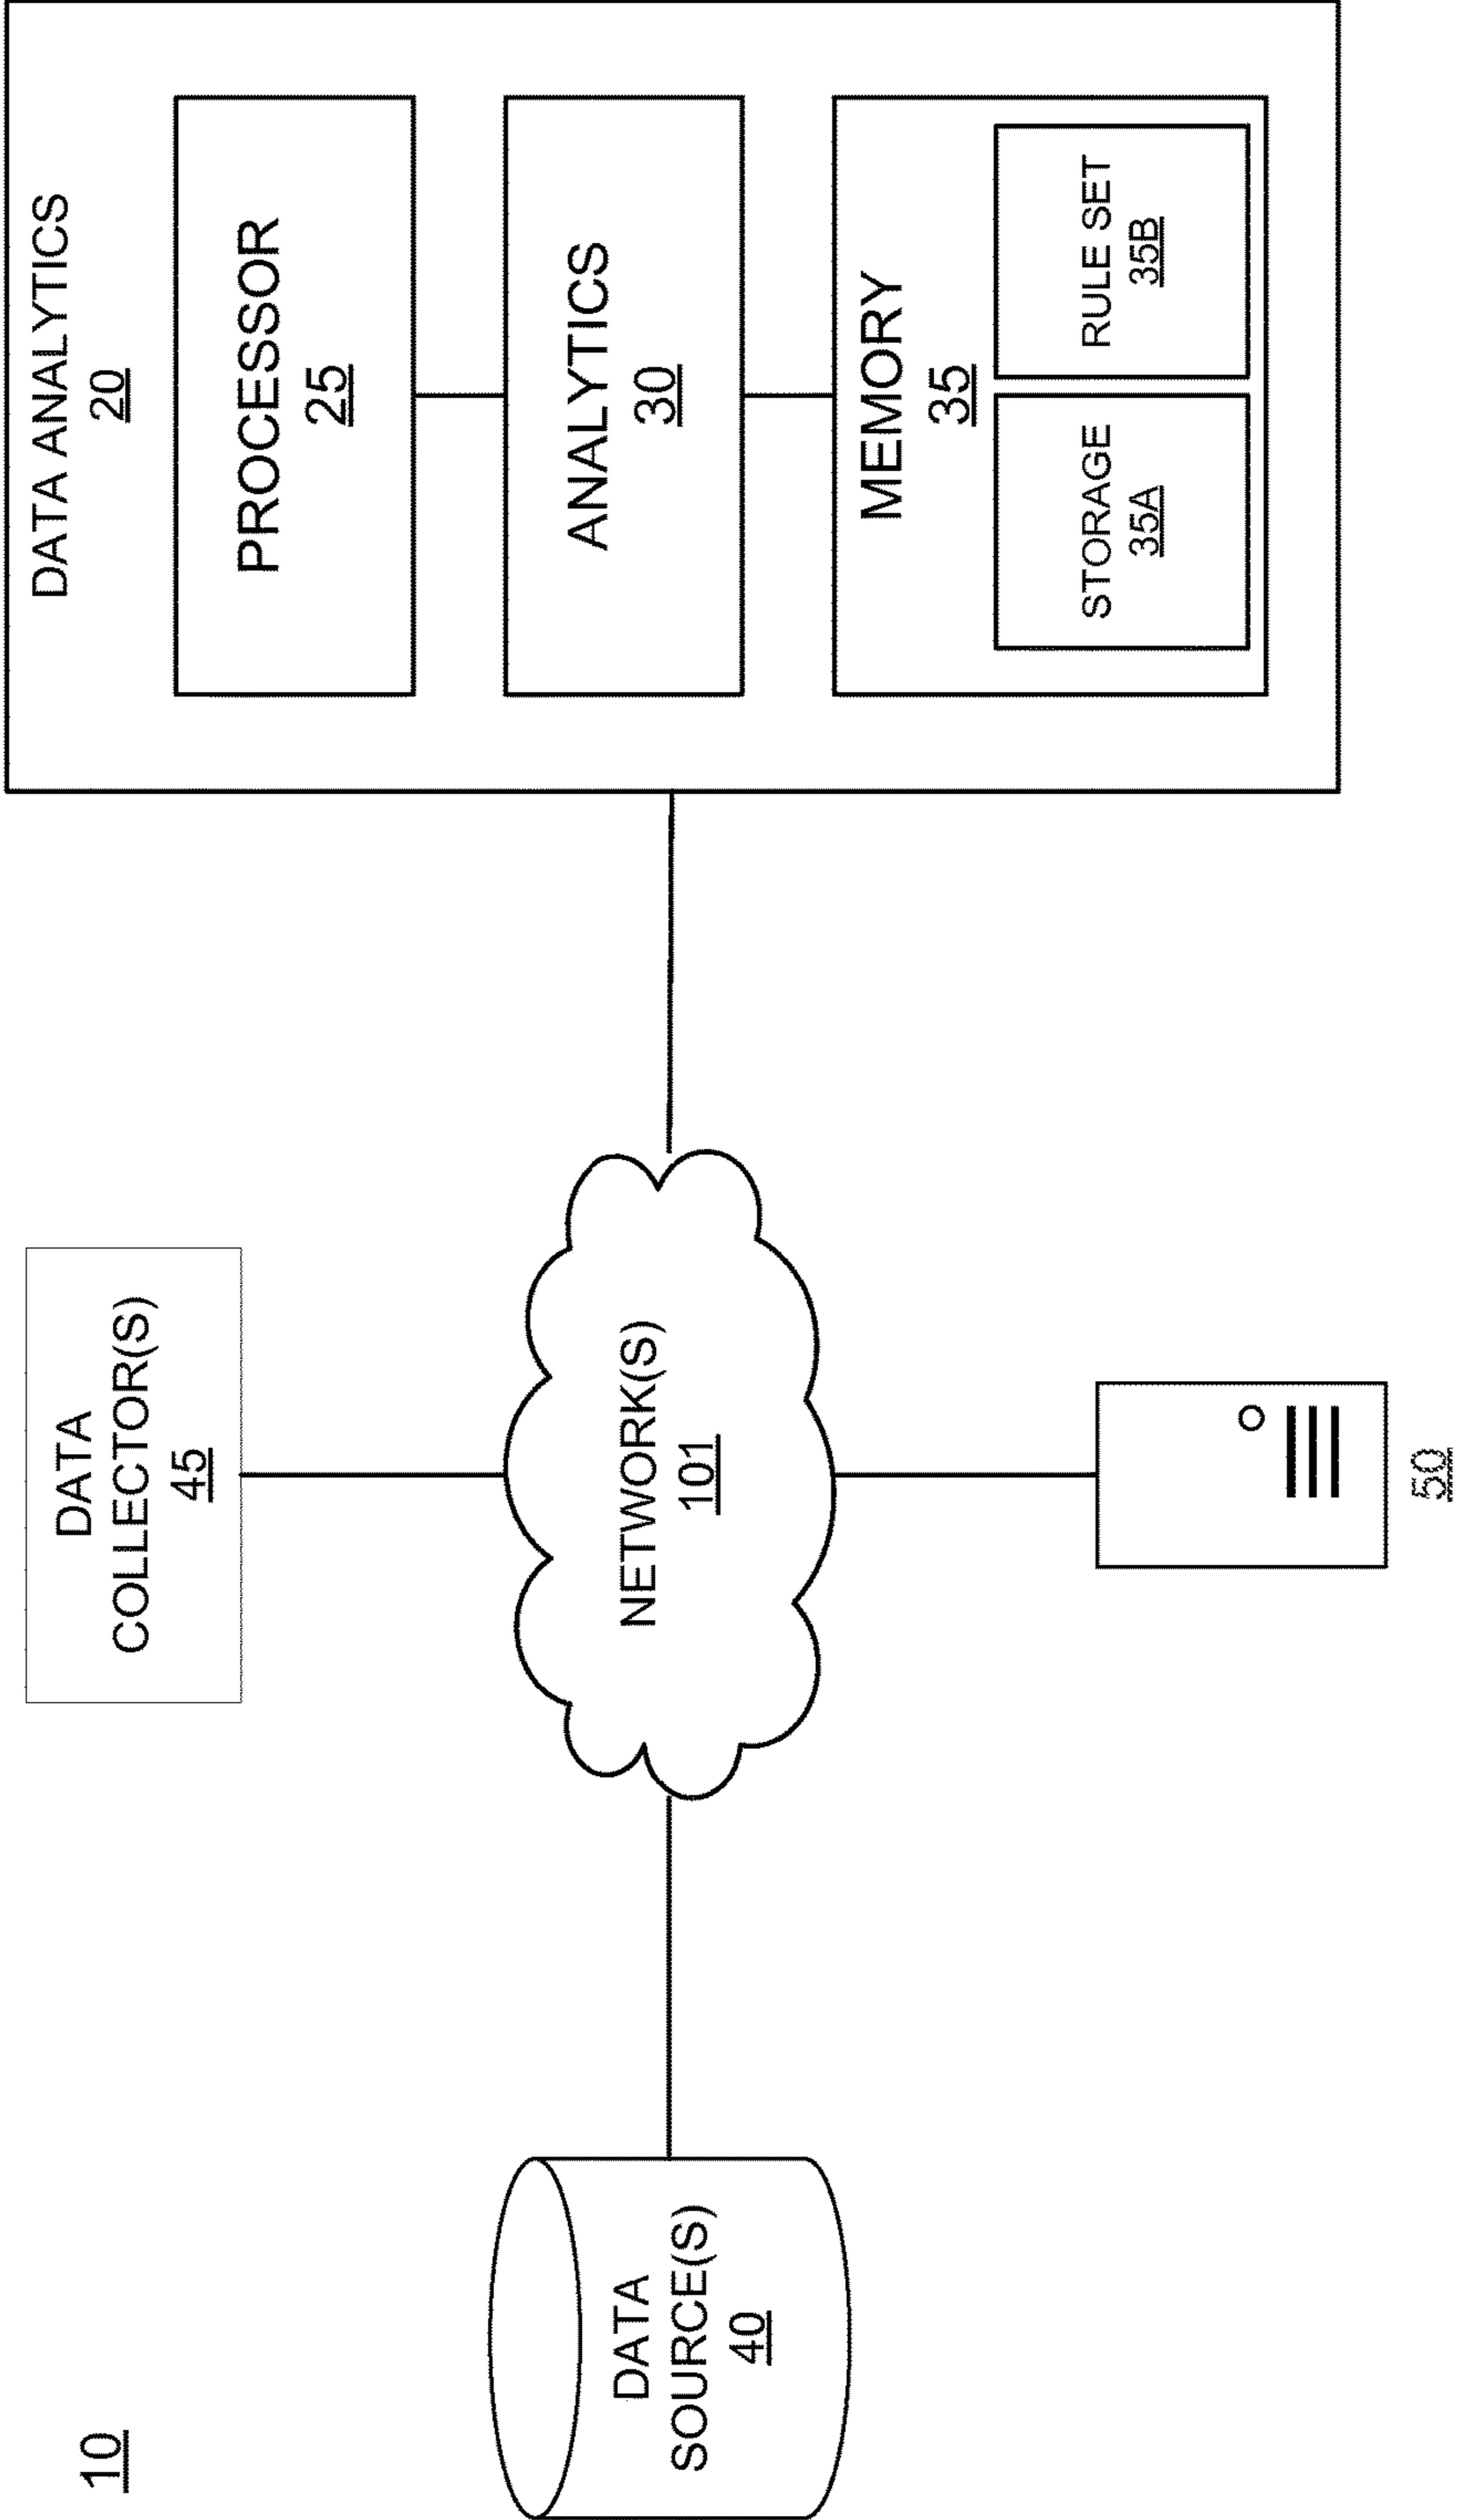 10
DATA
SOURCE(S)
40
DATA
COLLECTOR(S)
45
NETWORK(S)
101
50
DATA ANALYTICS
20
PROCESSOR
25
ANALYTICS
30
MEMORY
35
STORAGE
35A
RULE SET
35B